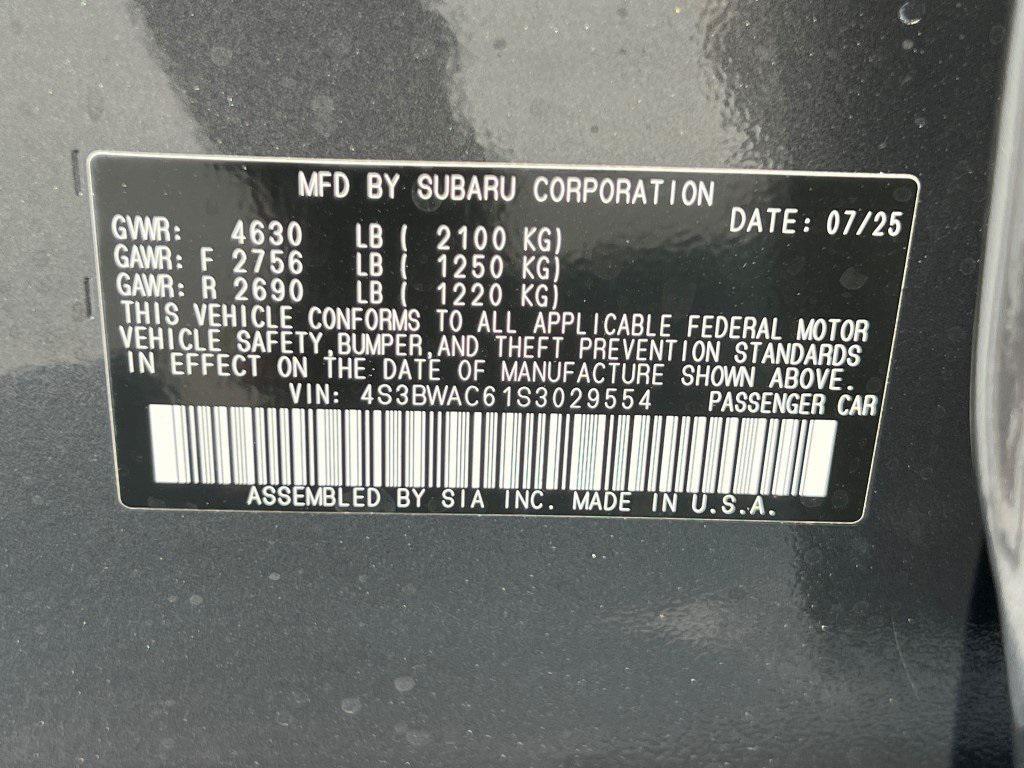 MFD BY SUBARU CORPORATION
DATE: 07/25
GVWR: 4630 LB ( 2100 KG)
GAWR: F 2756 LB ( 1250 KG)
GAWR: R 2690 LB ( 1220 KG)
THIS VEHICLE CONFORMS TO ALL APPLICABLE FEDERAL MOTOR
VEHICLE SAFETY,BUMPER,AND THEFT PREVENTION STANDARDS
IN EFFECT ON THE DATE OF MANUFACTURE SHOWN ABOVE.
VIN: 4S3BWAC61S3029554 PASSENGER CAR
ASSEMBLED BY SIA INC. MADE IN U.S.A.